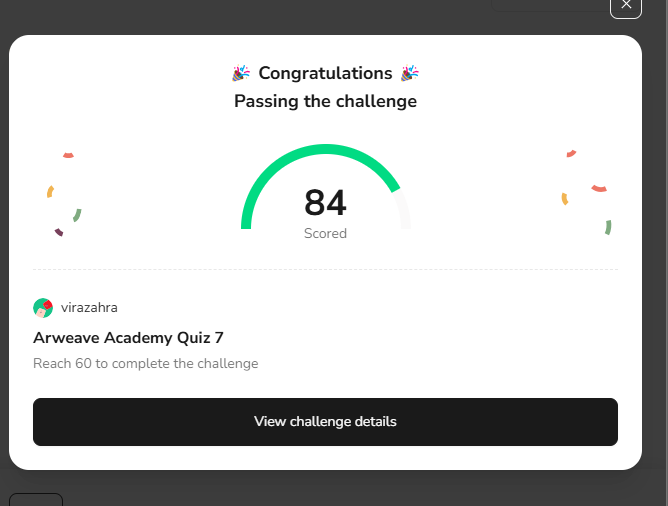 🎉 Congratulations 🎉
Passing the challenge
84
Scored
virazahra
Arweave Academy Quiz 7
Reach 60 to complete the challenge
View challenge details